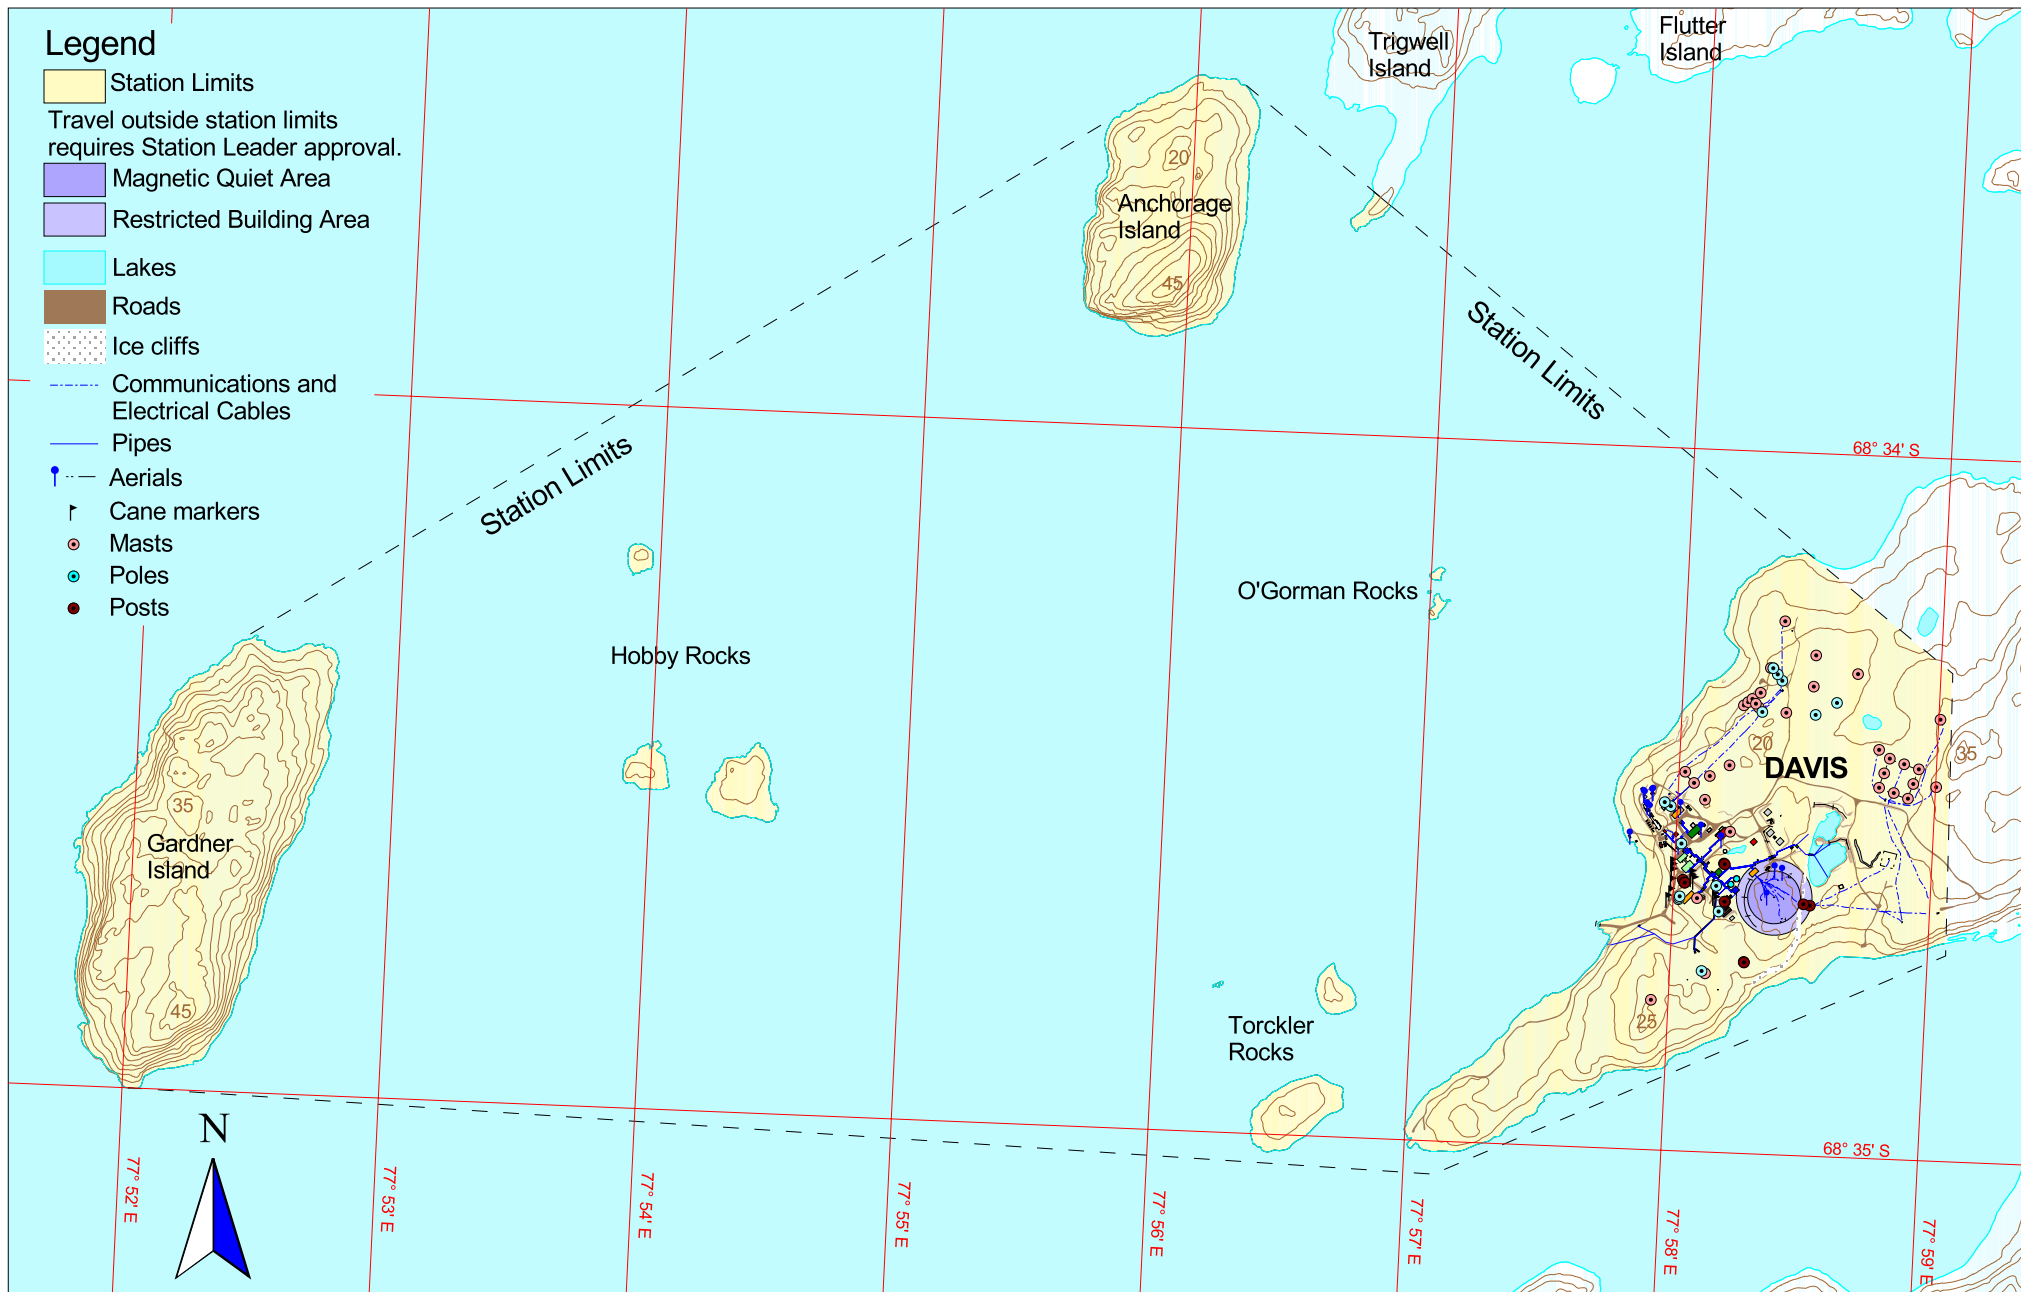 Legend
Station Limits
Travel outside station limits
requires Station Leader approval.
Magnetic Quiet Area
Restricted Building Area
Lakes
Roads
Ice cliffs
Communications and
Electrical Cables
Pipes
Aerials
Cane markers
Masts
Poles
Posts
Trigwell
Island
Flutter
Island
20
Anchorage
Island
45
Station Limits
Station Limits
68° 34' S
O'Gorman Rocks
Hobby Rocks
20
35
DAVIS
35
Gardner
Island
45
25
Torckler
Rocks
68° 35' S
N
77° 52' E
77° 53' E
77° 54' E
77° 55' E
77° 56' E
77° 57' E
77° 58' E
77° 59' E